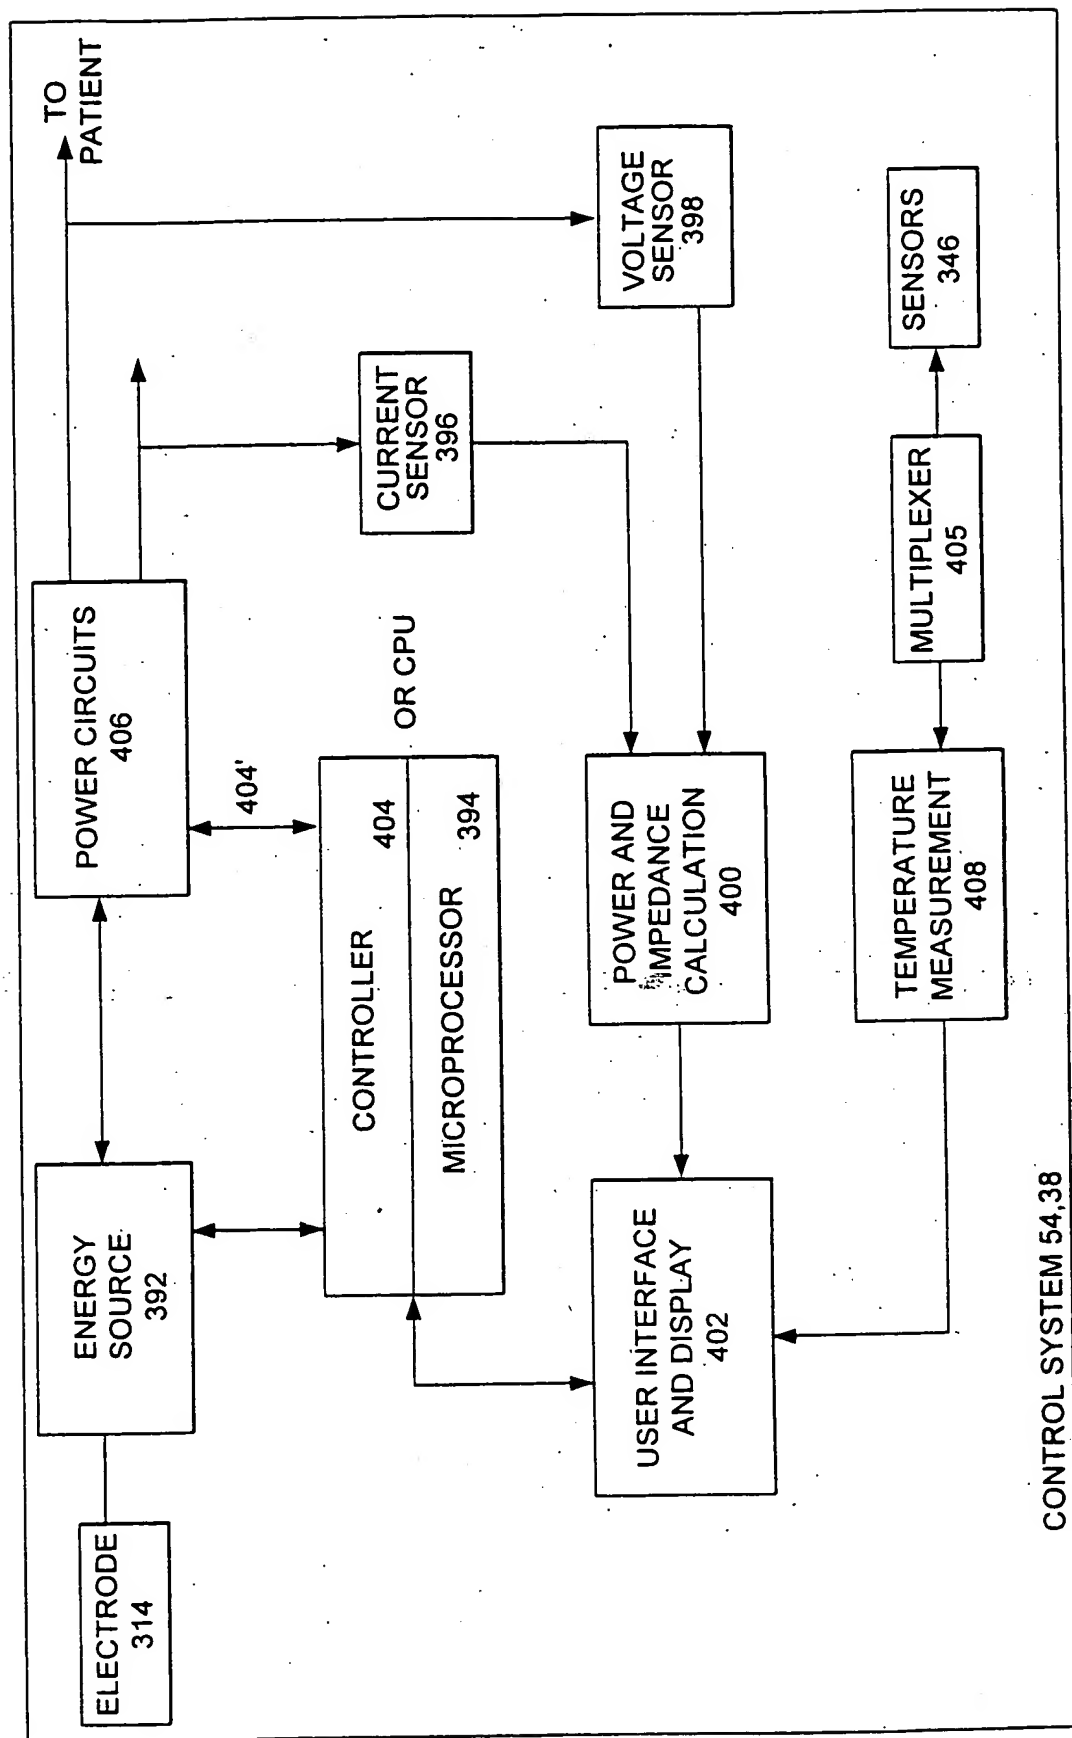 ELECTRODE
314
ENERGY
SOURCE
392
POWER CIRCUITS
406
TO
PATIENT
404'
CONTROLLER
404
MICROPROCESSOR
394
OR CPU
CURRENT
SENSOR
396
VOLTAGE
SENSOR
398
USER INTERFACE
AND DISPLAY
402
POWER AND
IMPEDANCE
CALCULATION
400
TEMPERATURE
MEASUREMENT
408
MULTIPLEXER
405
SENSORS
346
CONTROL SYSTEM 54,38